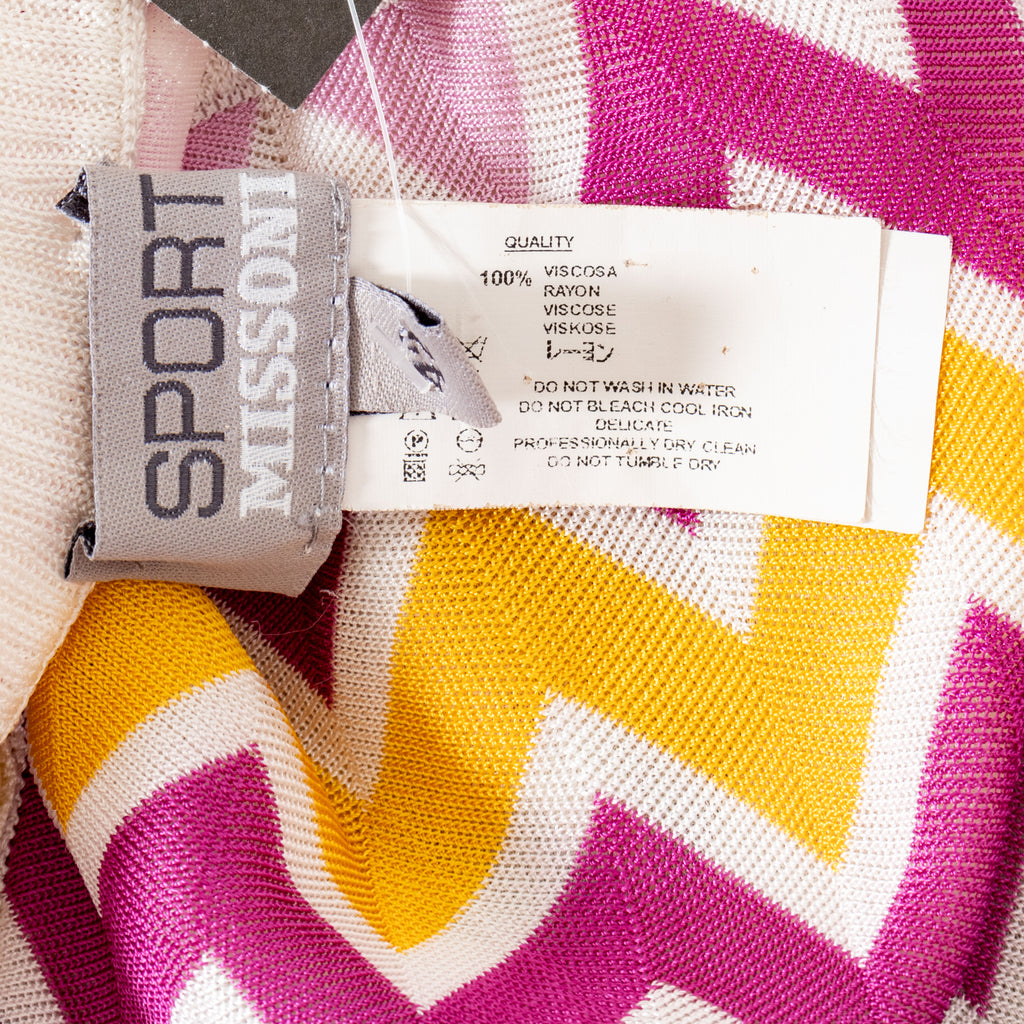 SPORT
MISSONI
QUALITY
100% VISCOSA
RAYON
VISCOSE
VISKOSE
レーヨン
DO NOT WASH IN WATER
DO NOT BLEACH COOL IRON
DELICATE
PROFESSIONALLY DRY CLEAN
DO NOT TUMBLE DRY